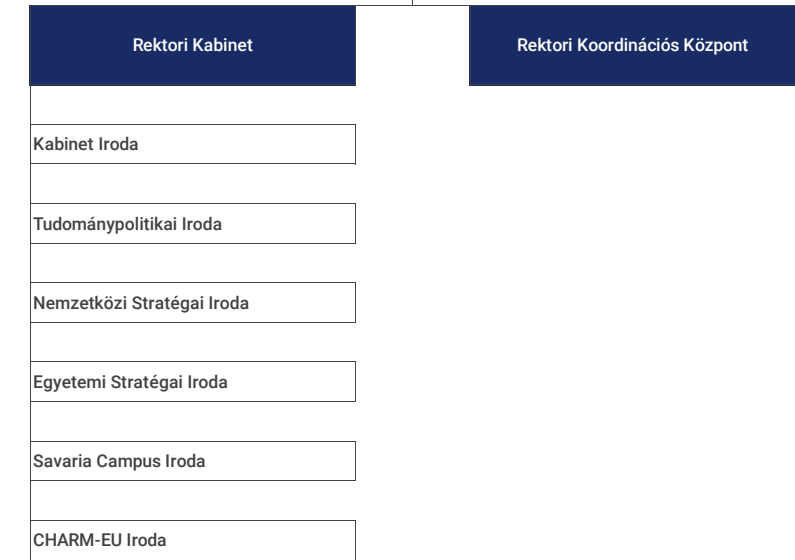 Rektori Kabinet
Rektori Koordinációs Központ
Kabinet Iroda
Tudománypolitikai Iroda
Nemzetközi Stratégai Iroda
Egyetemi Stratégai Iroda
Savaria Campus Iroda
CHARM-EU Iroda